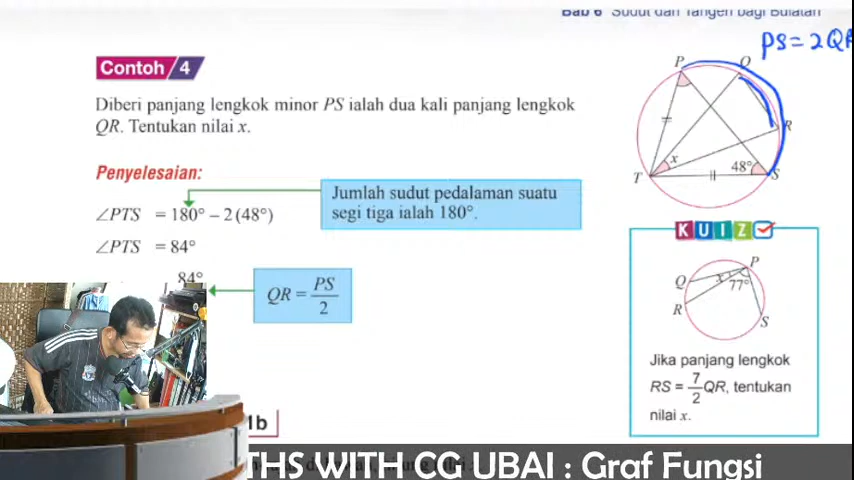 Bab 6 Sudut dan Tangen bagi Bulatan
PS = 2QR
Contoh 4
Diberi panjang lengkok minor PS ialah dua kali panjang lengkok
QR. Tentukan nilai x.
Penyelesaian:
∠PTS = 180° – 2(48°)
∠PTS = 84°
84°
Jumlah sudut pedalaman suatu
segi tiga ialah 180°.
QR = PS/2
P
Q
R
x
48°
T
S
KUIZ
P
Q
x
77°
R
S
Jika panjang lengkok
RS = 7/2 QR, tentukan
nilai x.
1b
THS WITH CG UBAI : Graf Fungsi